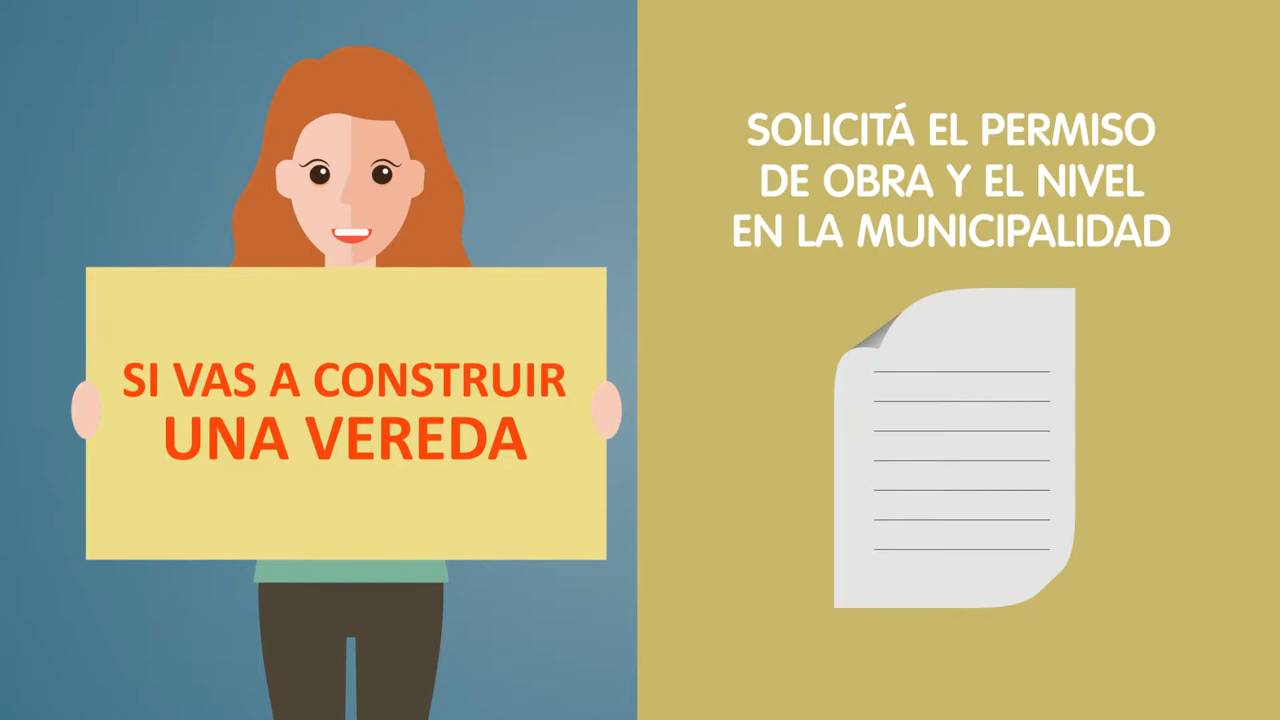 SI VAS A CONSTRUIR
UNA VEREDA
SOLICITÁ EL PERMISO
DE OBRA Y EL NIVEL
EN LA MUNICIPALIDAD